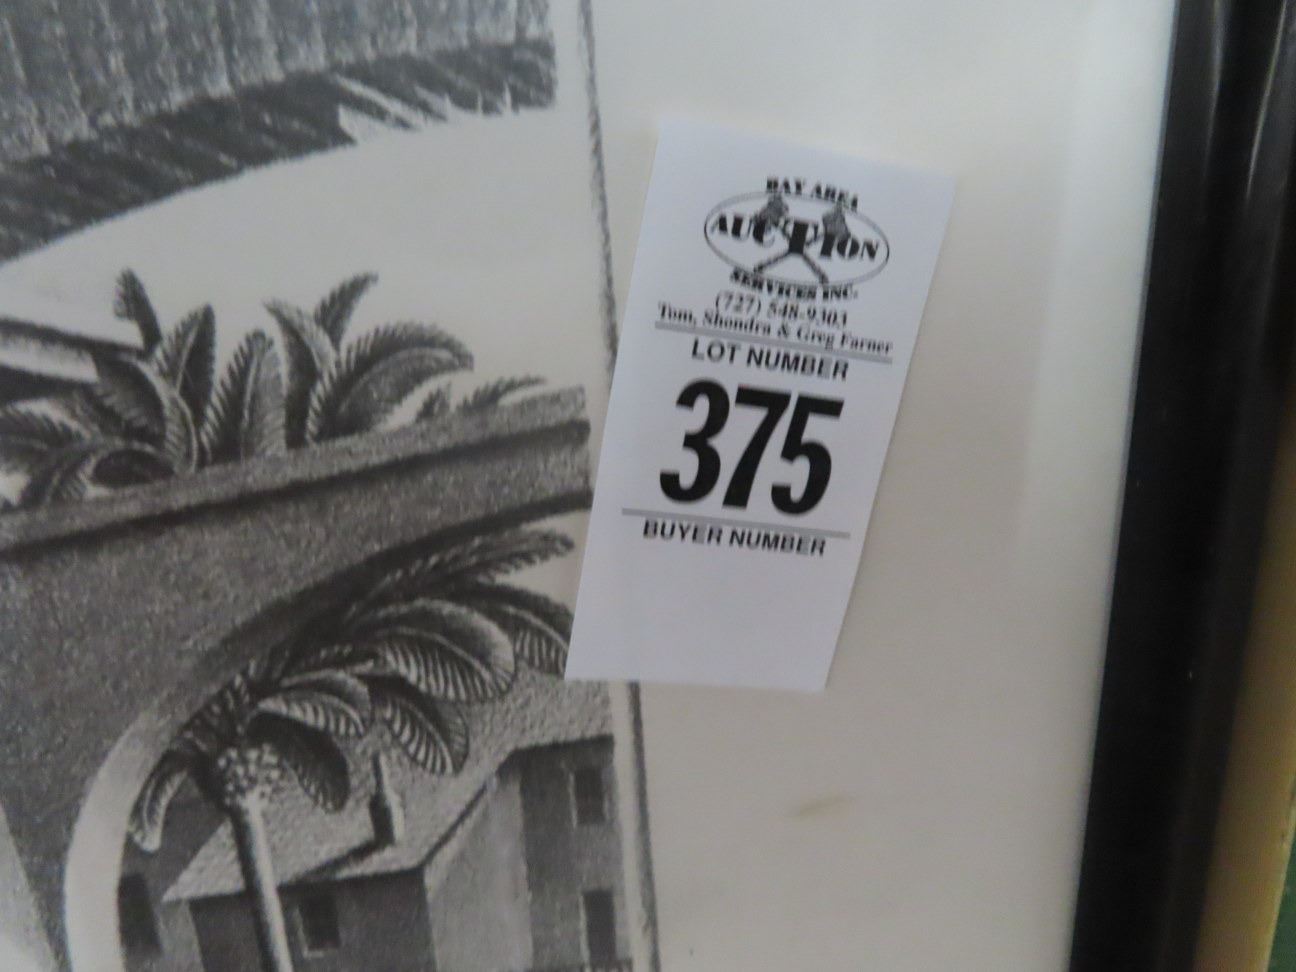 BAY AREA
AUCTION
SERVICES INC.
(727) 548-9303
Tom, Shondra & Greg Farner
LOT NUMBER
375
BUYER NUMBER